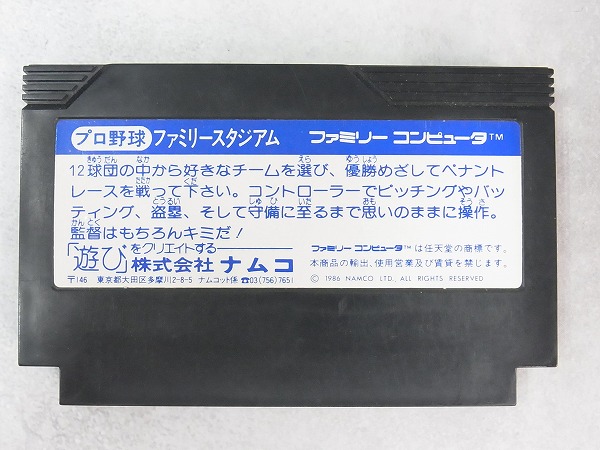 プロ野球 ファミリースタジアム ファミリー コンピュータ™
12球団の中から好きなチームを選び、優勝めざしてペナント
レースを戦って下さい。コントローラーでピッチングやバッ
ティング、盗塁、そして守備に至るまで思いのままに操作。
監督はもちろんキミだ!
「遊び」をクリエイトする
株式会社 ナムコ
〒146 東京都大田区多摩川2-8-5 ナムコット係 ☎03(756)7651
ファミリー コンピュータ™ は任天堂の商標です。
本商品の輸出、使用営業及び賃貸を禁じます。
© 1986 NAMCO LTD., ALL RIGHTS RESERVED